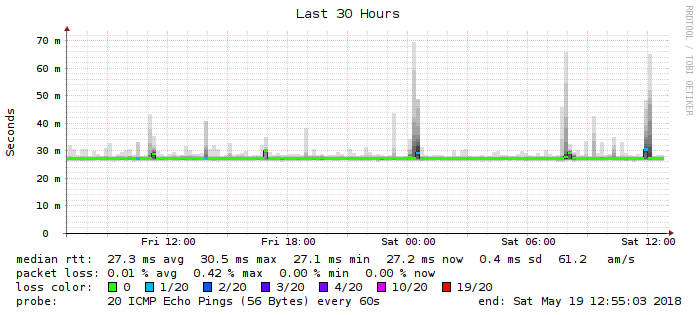 Last 30 Hours
RRDTOOL / TOBI OETIKER
Seconds
70 m
60 m
50 m
40 m
30 m
20 m
10 m
0
Fri 12:00 Fri 18:00 Sat 00:00 Sat 06:00 Sat 12:00
median rtt: 27.3 ms avg 30.5 ms max 27.1 ms min 27.2 ms now 0.4 ms sd 61.2 am/s
packet loss: 0.01 % avg 0.42 % max 0.00 % min 0.00 % now
loss color: 0 1/20 2/20 3/20 4/20 10/20 19/20
probe: 20 ICMP Echo Pings (56 Bytes) every 60s end: Sat May 19 12:55:03 2018